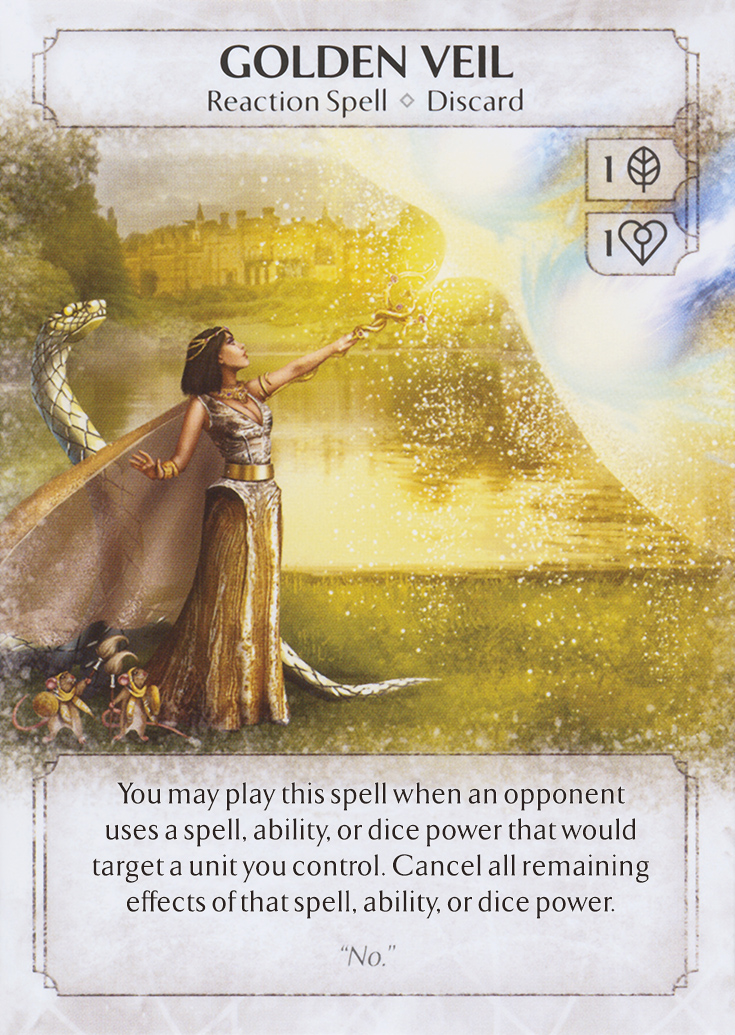 GOLDEN VEIL
Reaction Spell ◇ Discard
1
1
You may play this spell when an opponent
uses a spell, ability, or dice power that would
target a unit you control. Cancel all remaining
effects of that spell, ability, or dice power.
“No.”